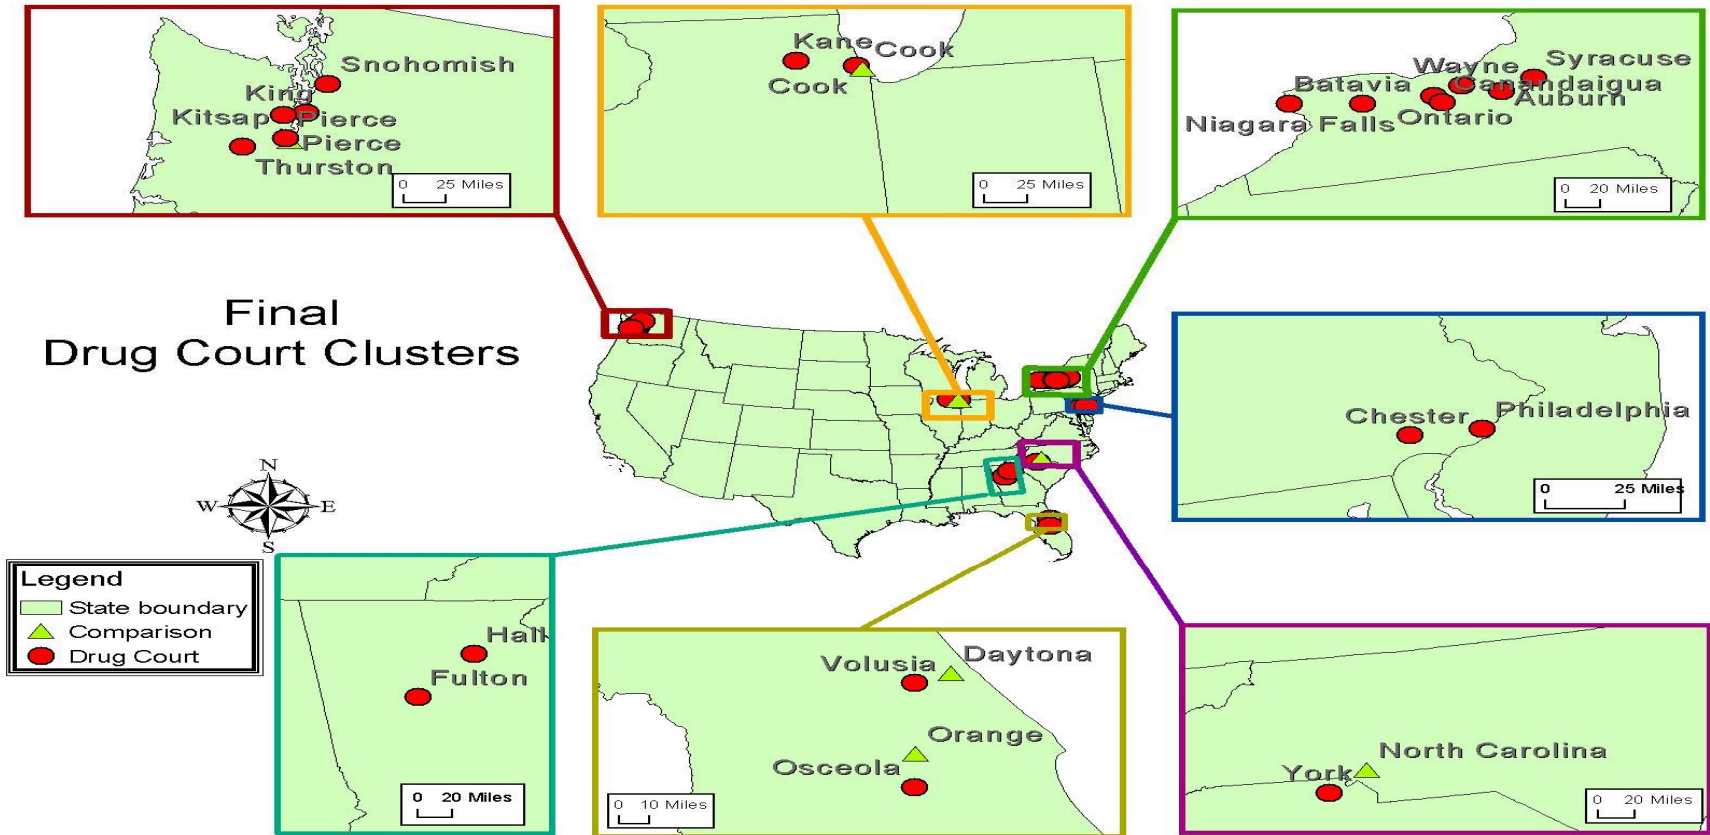 Snohomish
King
Kitsap
Pierce
Pierce
Thurston
0 25 Miles
Kane
Cook
Cook
0 25 Miles
Syracuse
Wayne
Batavia
Canandaigua
Auburn
Ontario
Niagara Falls
0 20 Miles
Final
Drug Court Clusters
Chester
Philadelphia
0 25 Miles
N
W
E
S
Legend
State boundary
Comparison
Drug Court
Hall
Fulton
0 20 Miles
Volusia
Daytona
Orange
Osceola
0 10 Miles
North Carolina
York
0 20 Miles